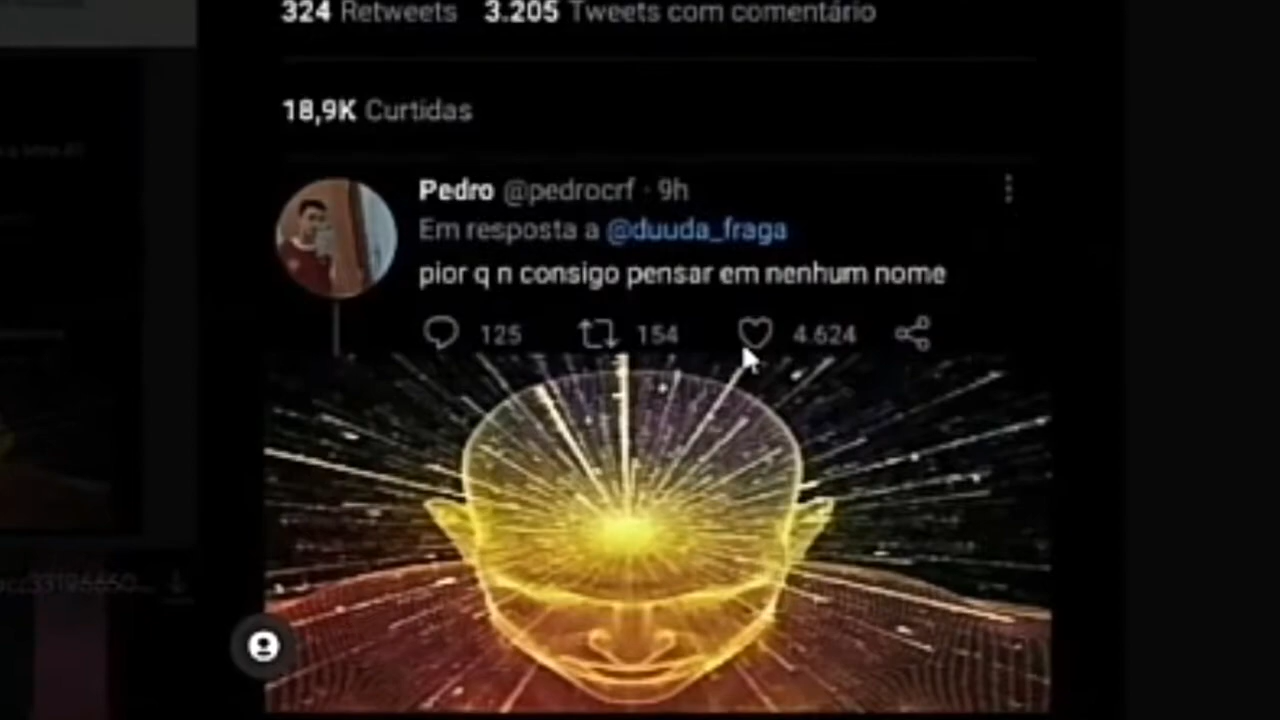 324 Retweets 3.205 Tweets com comentário
18,9K Curtidas
Pedro @pedrocrf · 9h
Em resposta a @duuda_fraga
pior q n consigo pensar em nenhum nome
125 154 4.624